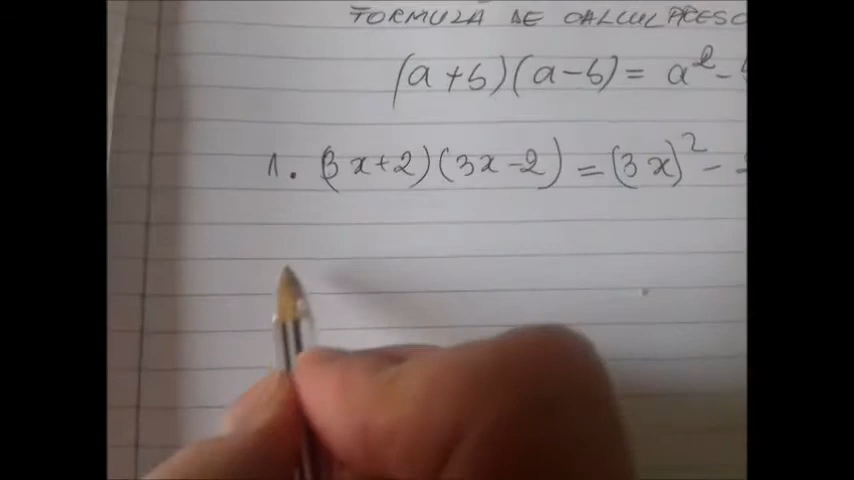 FORMULA DE CALCUL PRESC
(a+b)(a-b) = a² -
1. (3x+2)(3x-2) = (3x)² -